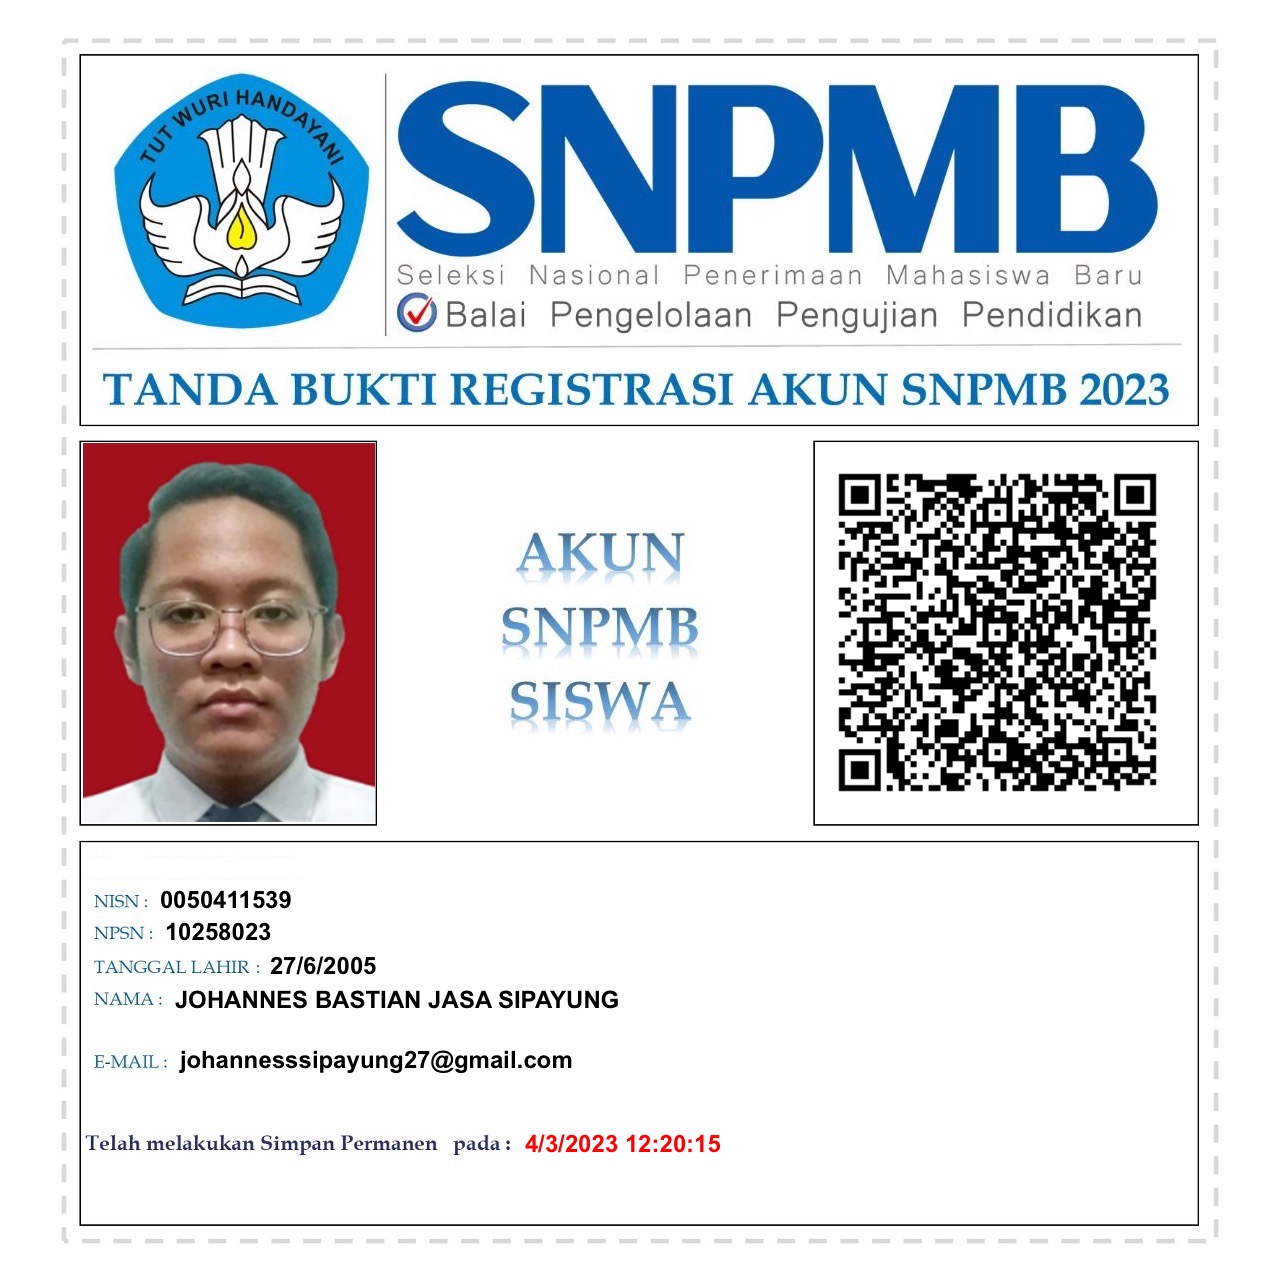 TUT WURI HANDAYANI
SNPMB
Seleksi Nasional Penerimaan Mahasiswa Baru
Balai Pengelolaan Pengujian Pendidikan
TANDA BUKTI REGISTRASI AKUN SNPMB 2023
AKUN
SNPMB
SISWA
NISN : 0050411539
NPSN : 10258023
TANGGAL LAHIR : 27/6/2005
NAMA : JOHANNES BASTIAN JASA SIPAYUNG
E-MAIL : johannesssipayung27@gmail.com
Telah melakukan Simpan Permanen pada : 4/3/2023 12:20:15